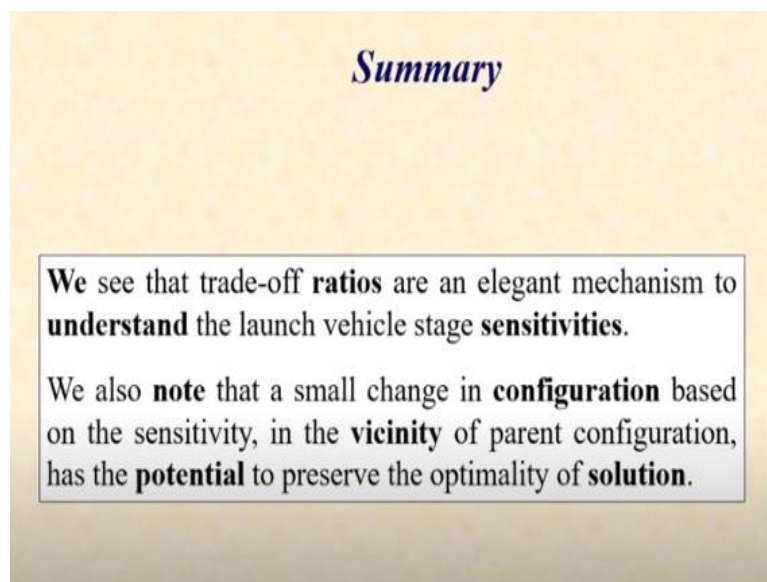 Summary
We see that trade-off ratios are an elegant mechanism to
understand the launch vehicle stage sensitivities.
We also note that a small change in configuration based
on the sensitivity, in the vicinity of parent configuration,
has the potential to preserve the optimality of solution.